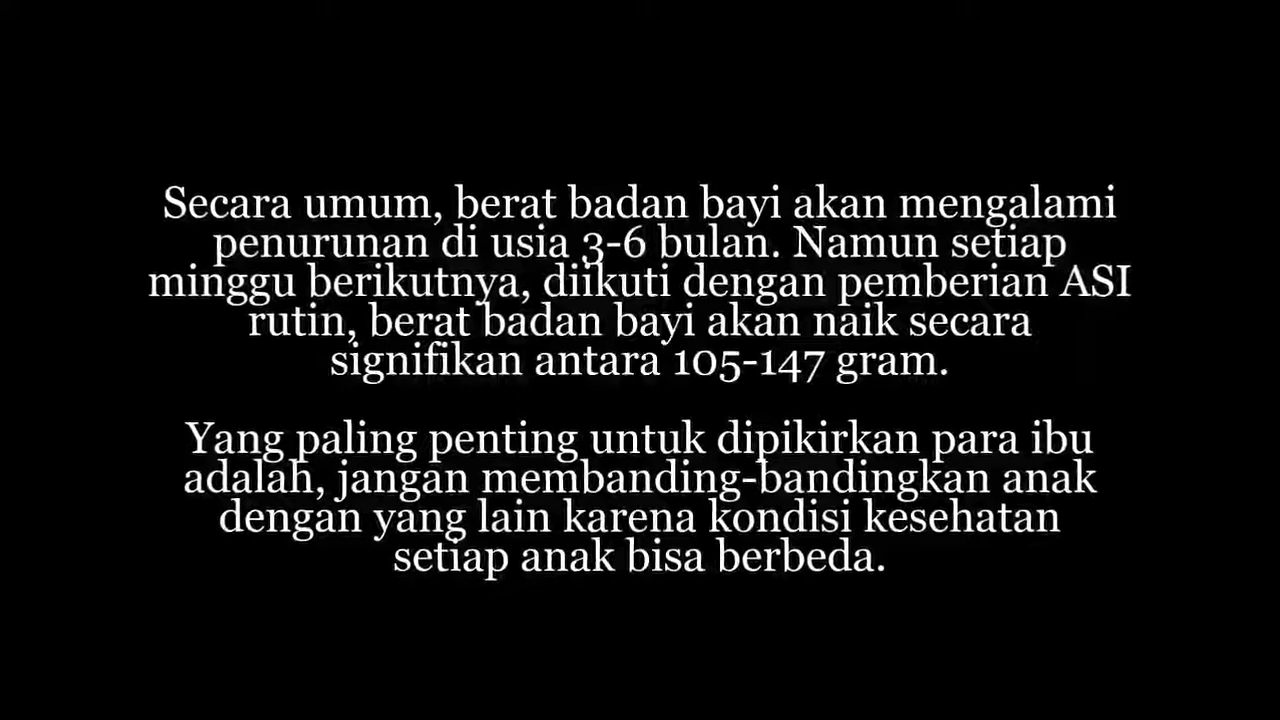 Secara umum, berat badan bayi akan mengalami
penurunan di usia 3-6 bulan. Namun setiap
minggu berikutnya, diikuti dengan pemberian ASI
rutin, berat badan bayi akan naik secara
signifikan antara 105-147 gram.
Yang paling penting untuk dipikirkan para ibu
adalah, jangan membanding-bandingkan anak
dengan yang lain karena kondisi kesehatan
setiap anak bisa berbeda.